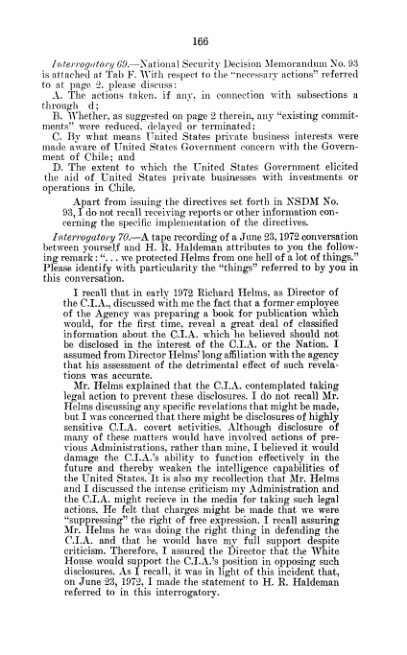 166
Interrogatory 69.—National Security Decision Memorandum No. 93
is attached at Tab F. With respect to the "necessary actions" referred
to at page 2, please discuss:
A. The actions taken, if any, in connection with subsections a
through d;
B. Whether, as suggested on page 2 therein, any "existing commit-
ments" were reduced, delayed or terminated;
C. By what means United States private business interests were
made aware of United States Government concern with the Govern-
ment of Chile; and
D. The extent to which the United States Government elicited
the aid of United States private businesses with investments or
operations in Chile.
Apart from issuing the directives set forth in NSDM No.
93, I do not recall receiving reports or other information con-
cerning the specific implementation of the directives.
Interrogatory 70.—A tape recording of a June 23, 1972 conversation
between yourself and H. R. Haldeman attributes to you the follow-
ing remark: ". . . we protected Helms from one hell of a lot of things."
Please identify with particularity the "things" referred to by you in
this conversation.
I recall that in early 1972 Richard Helms, as Director of
the C.I.A., discussed with me the fact that a former employee
of the Agency was preparing a book for publication which
would, for the first time, reveal a great deal of classified
information about the C.I.A. which he believed should not
be disclosed in the interest of the C.I.A. or the Nation. I
assumed from Director Helms' long affiliation with the agency
that his assessment of the detrimental effect of such revela-
tions was accurate.
Mr. Helms explained that the C.I.A. contemplated taking
legal action to prevent these disclosures. I do not recall Mr.
Helms discussing any specific revelations that might be made,
but I was concerned that there might be disclosures of highly
sensitive C.I.A. covert activities. Although disclosure of
many of these matters would have involved actions of pre-
vious Administrations, rather than mine, I believed it would
damage the C.I.A.'s ability to function effectively in the
future and thereby weaken the intelligence capabilities of
the United States. It is also my recollection that Mr. Helms
and I discussed the intense criticism my Administration and
the C.I.A. might recieve in the media for taking such legal
actions. He felt that charges might be made that we were
"suppressing" the right of free expression. I recall assuring
Mr. Helms he was doing the right thing in defending the
C.I.A. and that he would have my full support despite
criticism. Therefore, I assured the Director that the White
House would support the C.I.A.'s position in opposing such
disclosures. As I recall, it was in light of this incident that,
on June 23, 1972, I made the statement to H. R. Haldeman
referred to in this interrogatory.